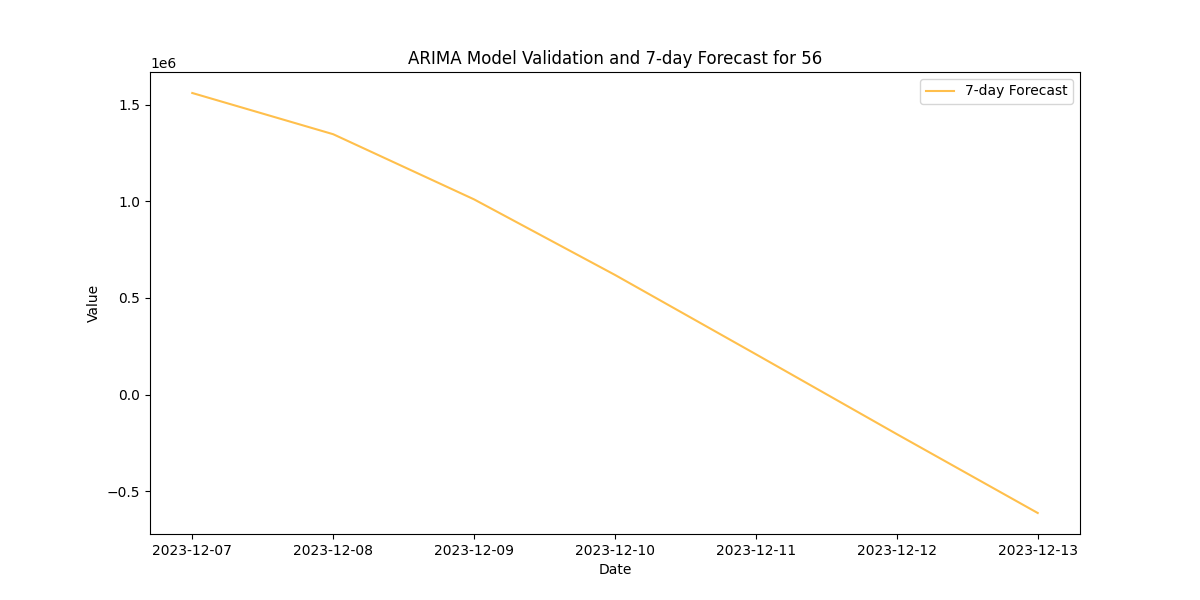 ARIMA Model Validation and 7-day Forecast for 56
1e6
7-day Forecast
1.5
1.0
0.5
0.0
−0.5
Value
2023-12-07 2023-12-08 2023-12-09 2023-12-10 2023-12-11 2023-12-12 2023-12-13
Date